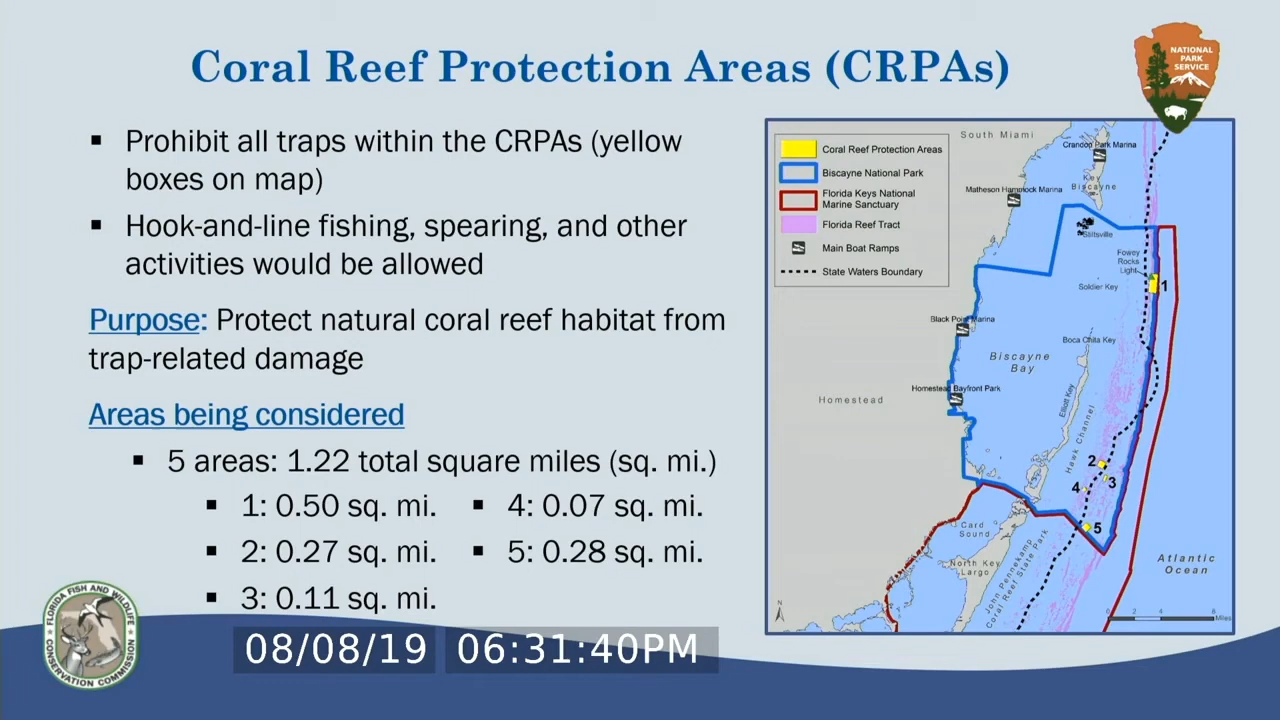 Coral Reef Protection Areas (CRPAs)
NATIONAL
PARK
SERVICE
▪ Prohibit all traps within the CRPAs (yellow
boxes on map)
▪ Hook-and-line fishing, spearing, and other
activities would be allowed
Purpose: Protect natural coral reef habitat from
trap-related damage
Areas being considered
▪ 5 areas: 1.22 total square miles (sq. mi.)
▪ 1: 0.50 sq. mi.
▪ 2: 0.27 sq. mi.
▪ 3: 0.11 sq. mi.
▪ 4: 0.07 sq. mi.
▪ 5: 0.28 sq. mi.
Coral Reef Protection Areas
Biscayne National Park
Florida Keys National
Marine Sanctuary
Florida Reef Tract
Main Boat Ramps
State Waters Boundary
South Miami
Crandon Park Marina
Key
Biscayne
Matheson Hammock Marina
Stiltsville
Fowey
Rocks
Light
Soldier Key
1
Black Point Marina
Boca Chita Key
Biscayne
Bay
Homestead Bayfront Park
Homestead
Elliott Key
Hawk Channel
2
3
4
5
Card
Sound
North Key
Largo
John Pennekamp
Coral Reef State Park
Atlantic
Ocean
N
0 2 4 8
Miles
FLORIDA FISH AND WILDLIFE
CONSERVATION COMMISSION
08/08/19 06:31:40PM